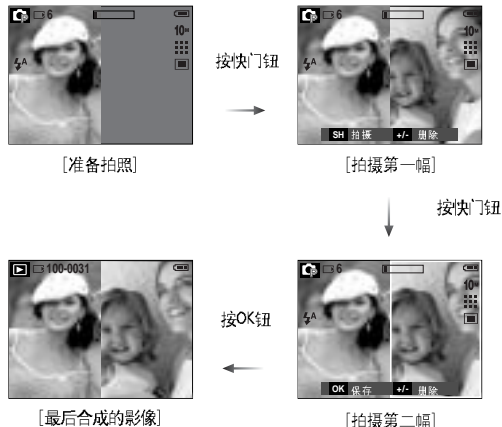 6
10M
A
按快门钮
[准备拍照]
6
SH 拍摄 +/- 删除
[拍摄第一幅]
按快门钮
6
10M
A
OK 保存 +/- 删除
[拍摄第二幅]
按OK钮
100-0031
[最后合成的影像]